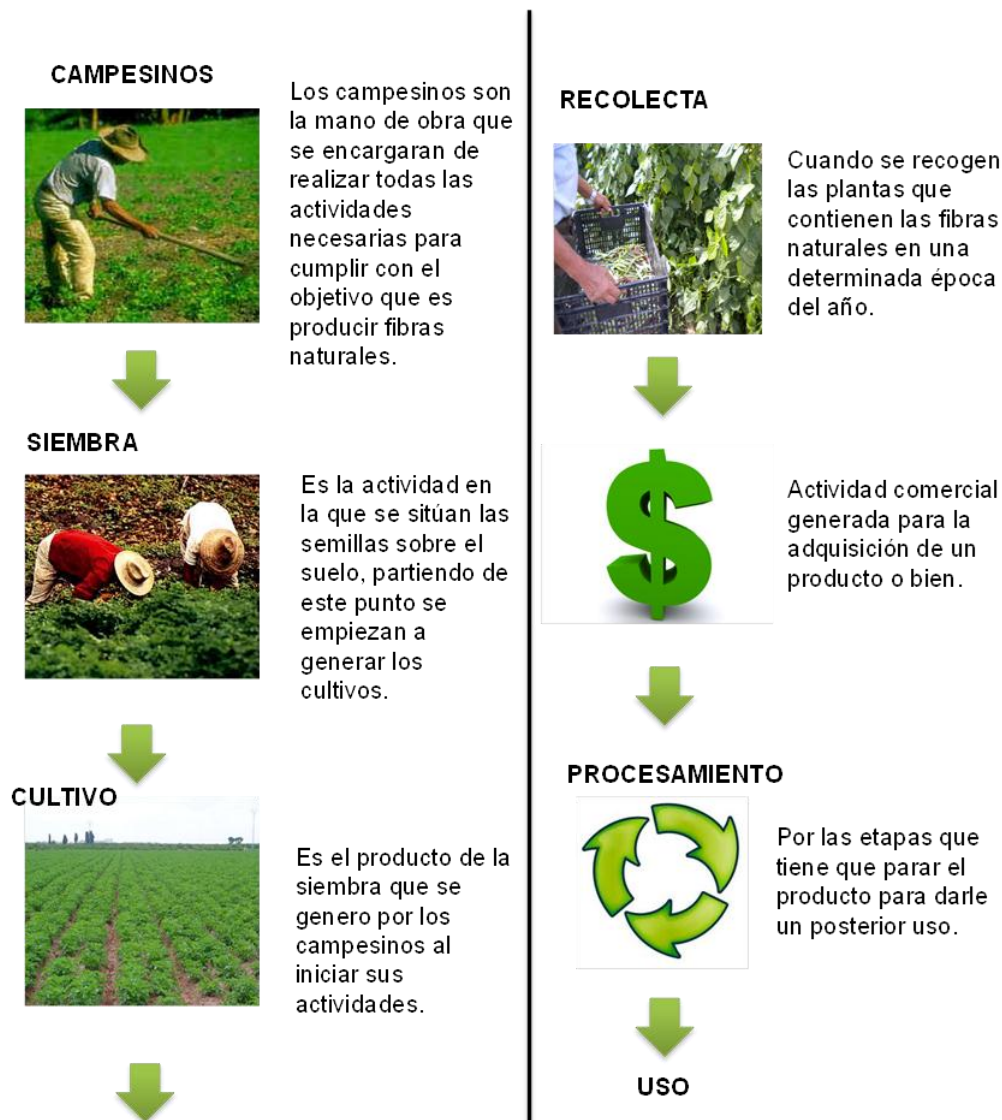 CAMPESINOS
Los campesinos son
la mano de obra que
se encargaran de
realizar todas las
actividades
necesarias para
cumplir con el
objetivo que es
producir fibras
naturales.
SIEMBRA
Es la actividad en
la que se sitúan las
semillas sobre el
suelo, partiendo de
este punto se
empiezan a
generar los
cultivos.
CULTIVO
Es el producto de la
siembra que se
genero por los
campesinos al
iniciar sus
actividades.
RECOLECTA
Cuando se recogen
las plantas que
contienen las fibras
naturales en una
determinada época
del año.
$
Actividad comercial
generada para la
adquisición de un
producto o bien.
PROCESAMIENTO
Por las etapas que
tiene que parar el
producto para darle
un posterior uso.
USO